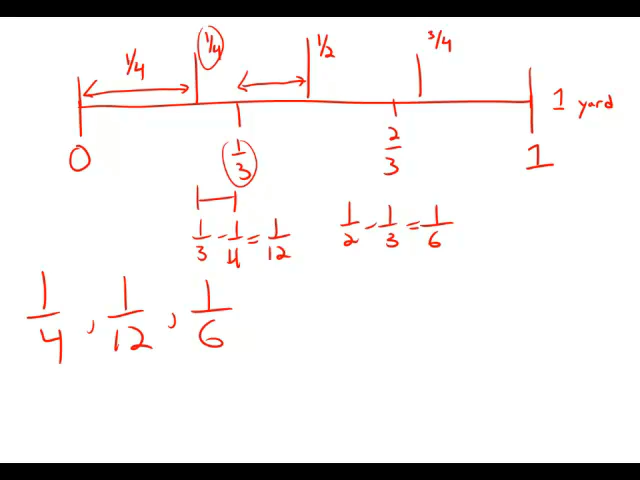 1/4 1/4 1/2 3/4
1 yard
0 1/3 2/3 1
1/3 - 1/4 = 1/12 1/2 - 1/3 = 1/6
1/4, 1/12, 1/6